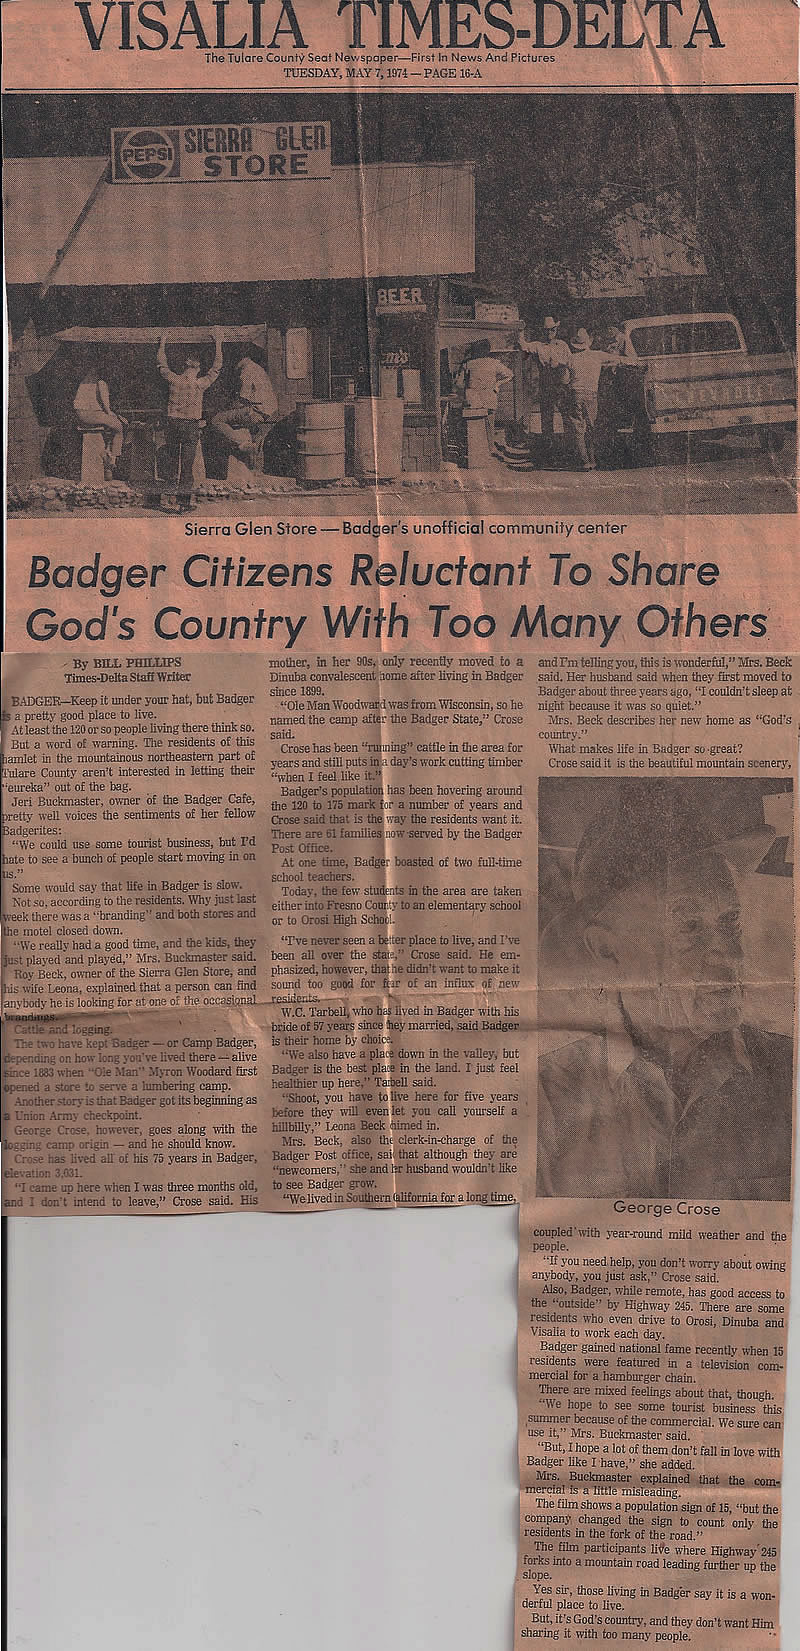 VISALIA TIMES-DELTA
The Tulare County Seat Newspaper—First In News And Pictures
TUESDAY, MAY 7, 1974 — PAGE 16-A
PEPSI
SIERRA GLEN
STORE
BEER
CHEVROLET
Sierra Glen Store — Badger's unofficial community center
Badger Citizens Reluctant To Share
God's Country With Too Many Others
By BILL PHILLIPS
Times-Delta Staff Writer
BADGER—Keep it under your hat, but Badger
is a pretty good place to live.
At least the 120 or so people living there think so.
But a word of warning. The residents of this
hamlet in the mountainous northeastern part of
Tulare County aren't interested in letting their
"eureka" out of the bag.
Jeri Buckmaster, owner of the Badger Cafe,
pretty well voices the sentiments of her fellow
Badgerites:
"We could use some tourist business, but I'd
hate to see a bunch of people start moving in on
us."
Some would say that life in Badger is slow.
Not so, according to the residents. Why just last
week there was a "branding" and both stores and
the motel closed down.
"We really had a good time, and the kids, they
just played and played," Mrs. Buckmaster said.
Roy Beck, owner of the Sierra Glen Store, and
his wife Leona, explained that a person can find
anybody he is looking for at one of the occasional
brandings.
Cattle and logging.
The two have kept Badger — or Camp Badger,
depending on how long you've lived there — alive
since 1883 when "Ole Man" Myron Woodard first
opened a store to serve a lumbering camp.
Another story is that Badger got its beginning as
a Union Army checkpoint.
George Crose, however, goes along with the
logging camp origin — and he should know.
Crose has lived all of his 75 years in Badger,
elevation 3,031.
"I came up here when I was three months old,
and I don't intend to leave," Crose said. His
mother, in her 90s, only recently moved to a
Dinuba convalescent home after living in Badger
since 1899.
"Ole Man Woodward was from Wisconsin, so he
named the camp after the Badger State," Crose
said.
Crose has been "running" cattle in the area for
years and still puts in a day's work cutting timber
"when I feel like it."
Badger's population has been hovering around
the 120 to 175 mark for a number of years and
Crose said that is the way the residents want it.
There are 61 families now served by the Badger
Post Office.
At one time, Badger boasted of two full-time
school teachers.
Today, the few students in the area are taken
either into Fresno County to an elementary school
or to Orosi High School.
"I've never seen a better place to live, and I've
been all over the state," Crose said. He em-
phasized, however, that he didn't want to make it
sound too good for fear of an influx of new
residents.
W.C. Tarbell, who has lived in Badger with his
bride of 57 years since they married, said Badger
is their home by choice.
"We also have a place down in the valley, but
Badger is the best place in the land. I just feel
healthier up here," Tarbell said.
"Shoot, you have to live here for five years
before they will even let you call yourself a
hillbilly," Leona Beck chimed in.
Mrs. Beck, also the clerk-in-charge of the
Badger Post office, said that although they are
"newcomers," she and her husband wouldn't like
to see Badger grow.
"We lived in Southern California for a long time,
and I'm telling you, this is wonderful," Mrs. Beck
said. Her husband said when they first moved to
Badger about three years ago, "I couldn't sleep at
night because it was so quiet."
Mrs. Beck describes her new home as "God's
country."
What makes life in Badger so great?
Crose said it is the beautiful mountain scenery,
George Crose
coupled with year-round mild weather and the
people.
"If you need help, you don't worry about owing
anybody, you just ask," Crose said.
Also, Badger, while remote, has good access to
the "outside" by Highway 245. There are some
residents who even drive to Orosi, Dinuba and
Visalia to work each day.
Badger gained national fame recently when 15
residents were featured in a television com-
mercial for a hamburger chain.
There are mixed feelings about that, though.
"We hope to see some tourist business this
summer because of the commercial. We sure can
use it," Mrs. Buckmaster said.
"But, I hope a lot of them don't fall in love with
Badger like I have," she added.
Mrs. Buckmaster explained that the com-
mercial is a little misleading.
The film shows a population sign of 15, "but the
company changed the sign to count only the
residents in the fork of the road."
The film participants live where Highway 245
forks into a mountain road leading further up the
slope.
Yes sir, those living in Badger say it is a won-
derful place to live.
But, it's God's country, and they don't want Him
sharing it with too many people.